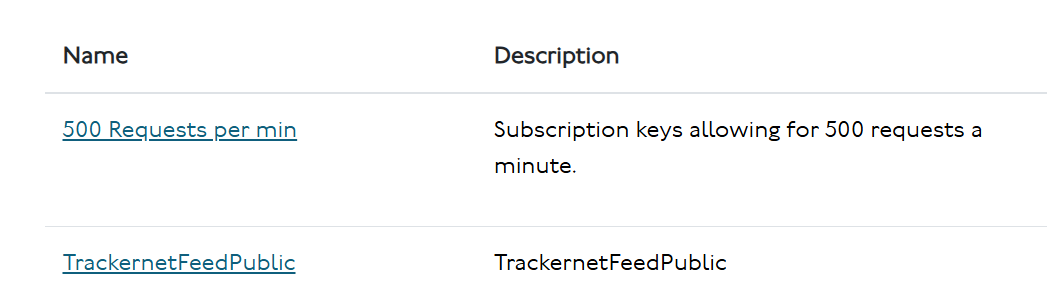 Name Description
500 Requests per min Subscription keys allowing for 500 requests a
minute.
TrackernetFeedPublic TrackernetFeedPublic